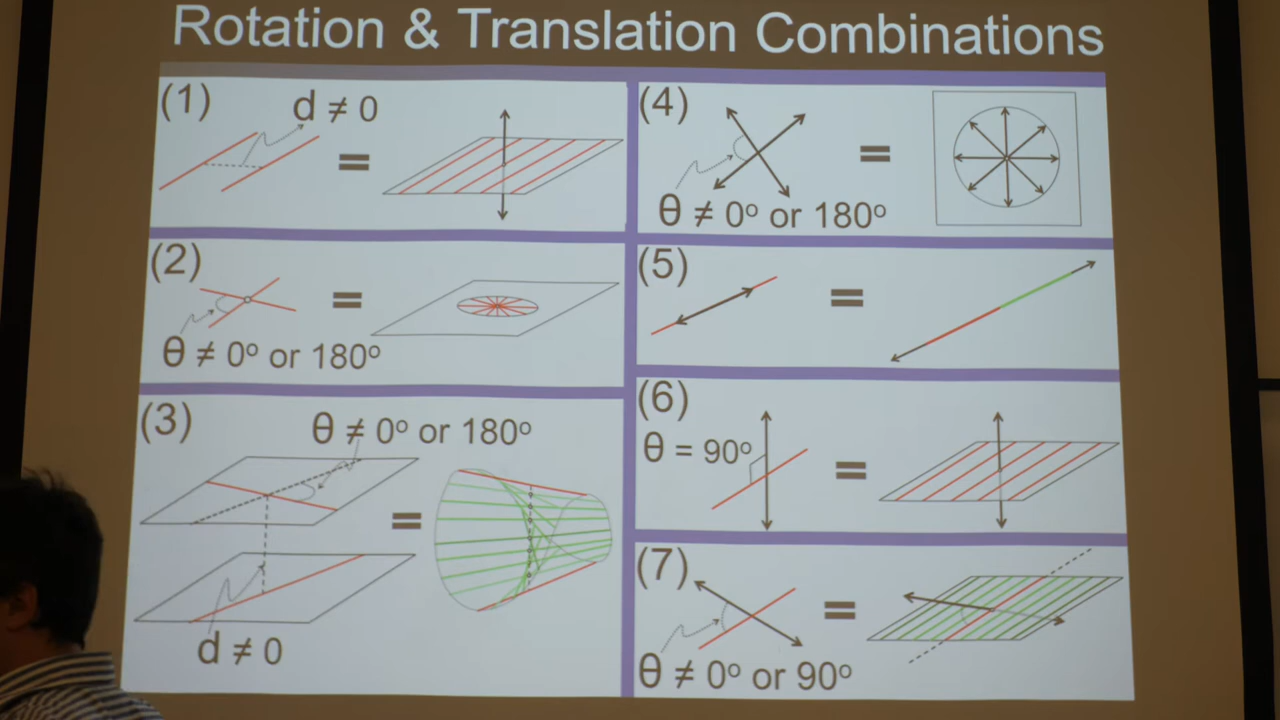 Rotation & Translation Combinations
(1)
d ≠ 0
=
(2)
=
θ ≠ 0º or 180º
(3)
θ ≠ 0º or 180º
=
d ≠ 0
(4)
=
θ ≠ 0º or 180º
(5)
=
(6)
θ = 90º
=
(7)
=
θ ≠ 0º or 90º